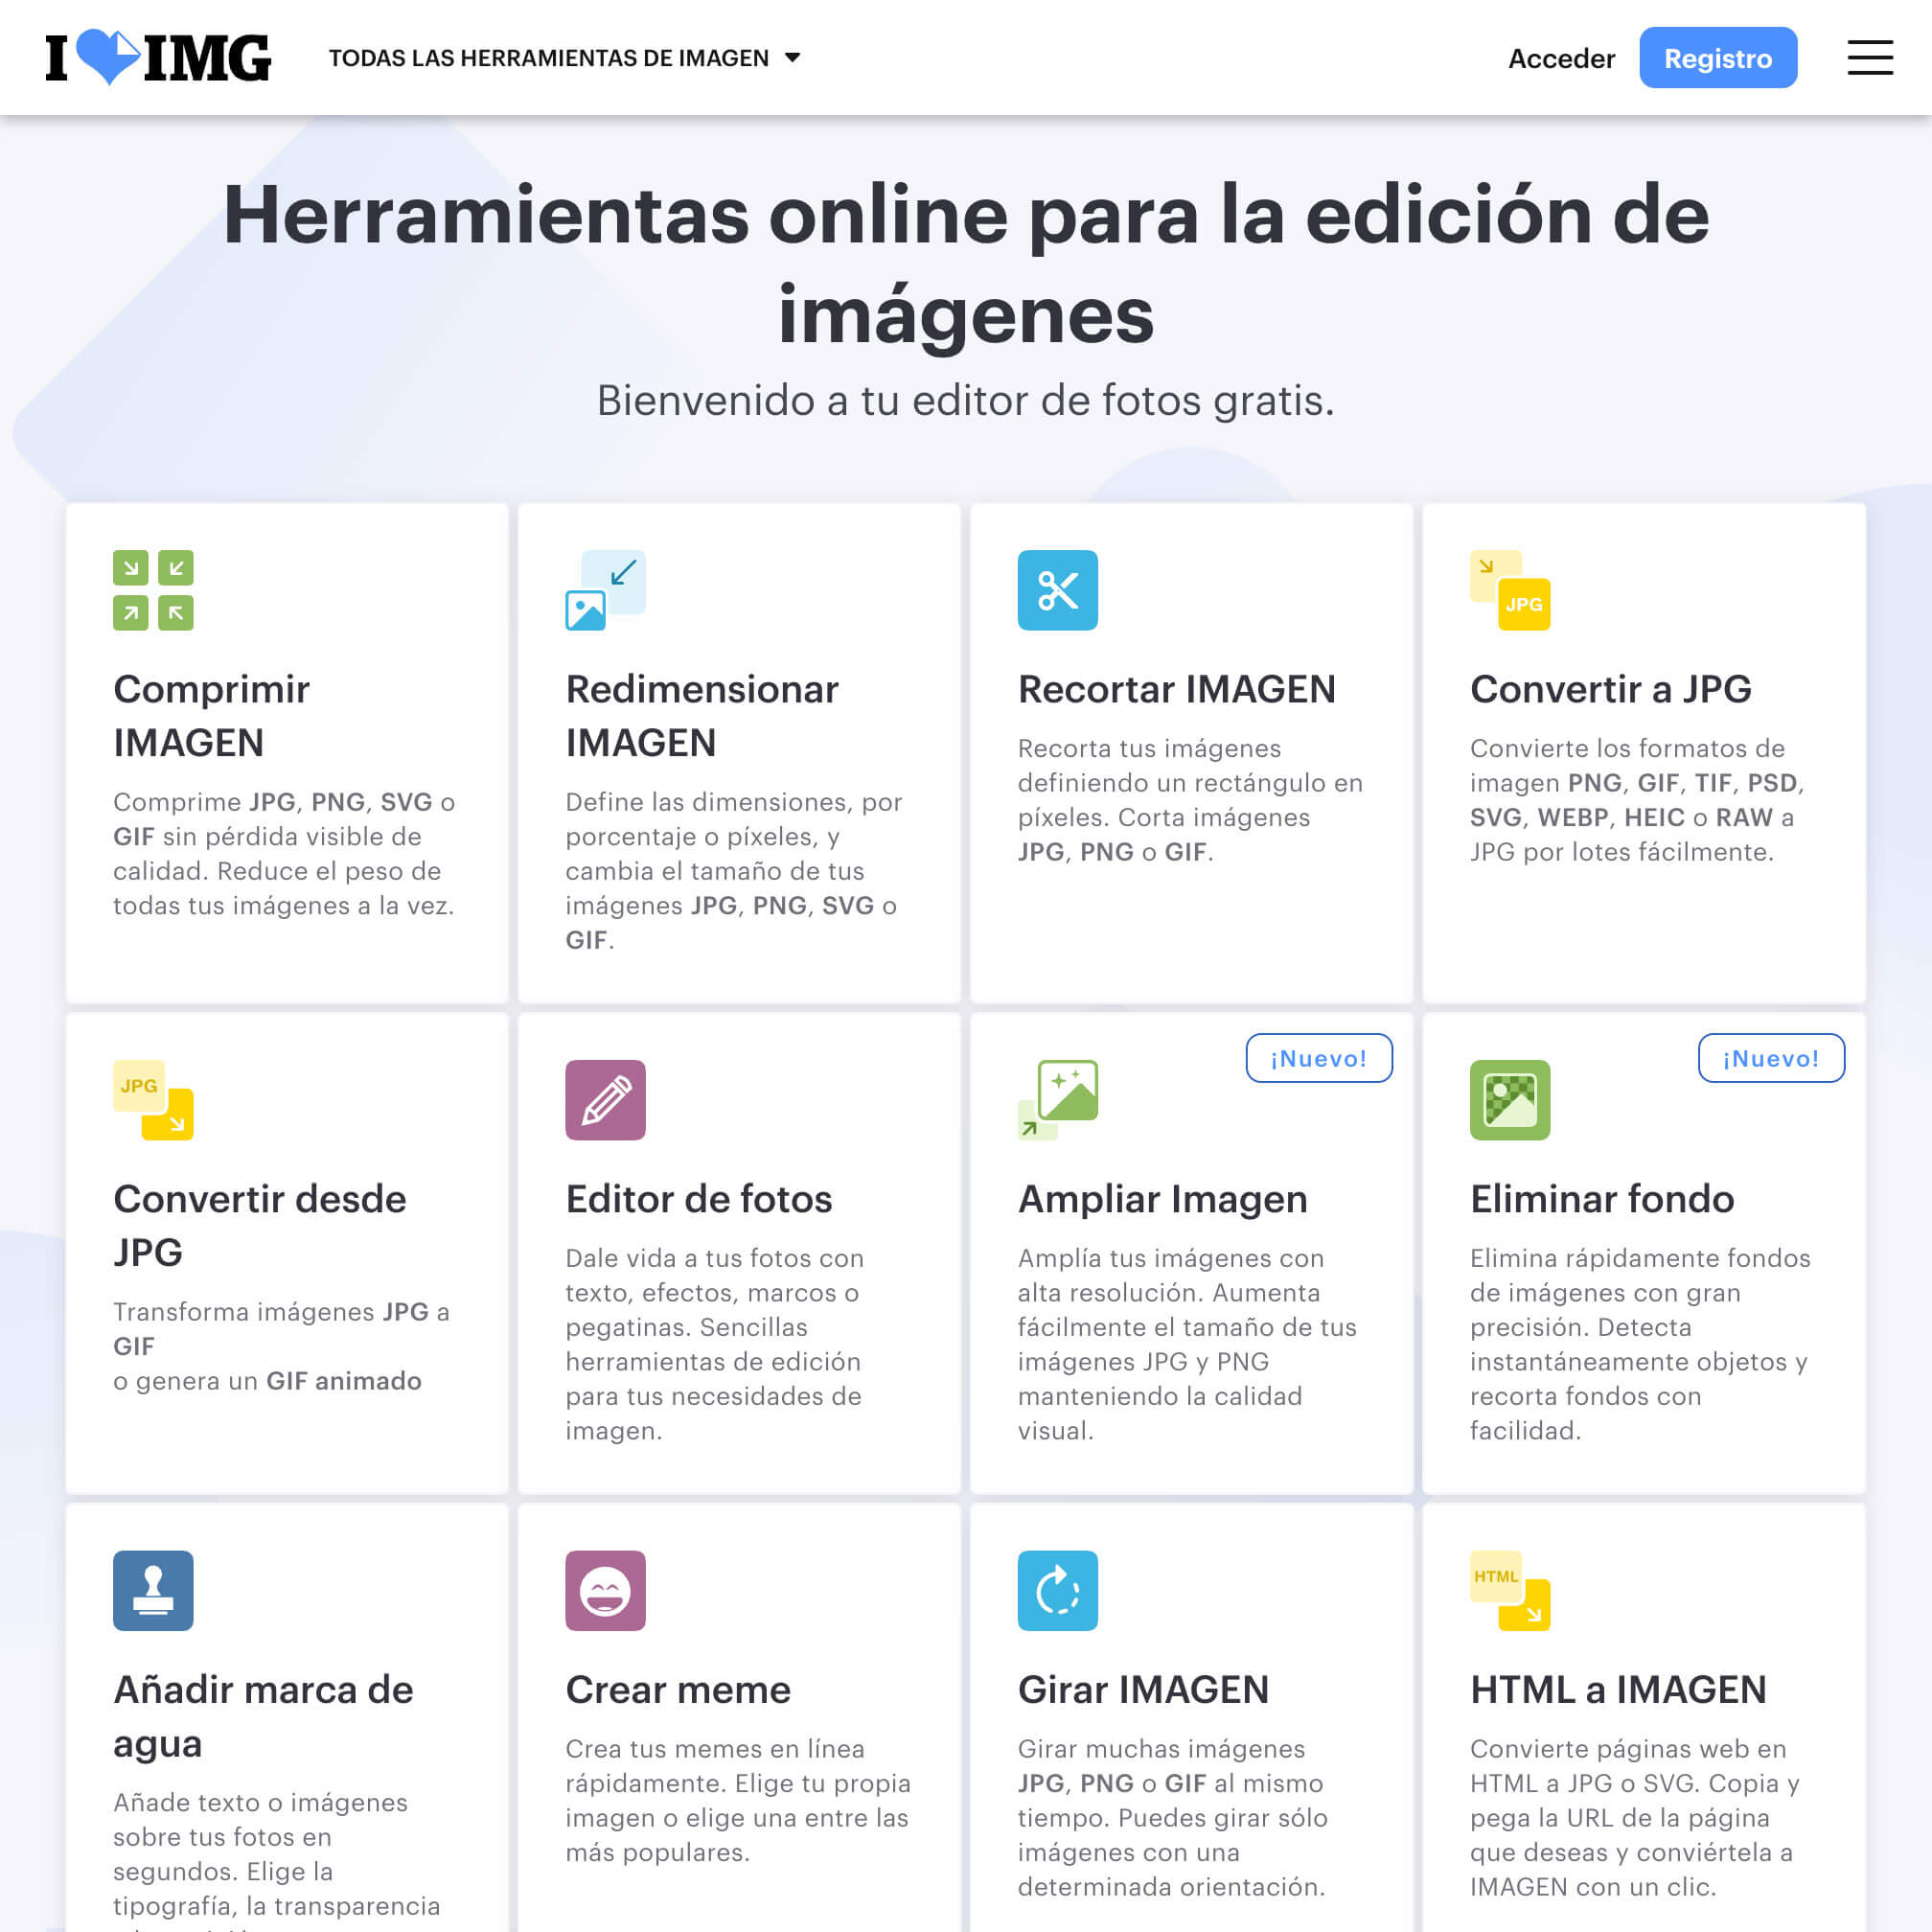 I IMG
TODAS LAS HERRAMIENTAS DE IMAGEN
Acceder
Registro
Herramientas online para la edición de
imágenes
Bienvenido a tu editor de fotos gratis.
Comprimir
IMAGEN
Comprime JPG, PNG, SVG o
GIF sin pérdida visible de
calidad. Reduce el peso de
todas tus imágenes a la vez.
Redimensionar
IMAGEN
Define las dimensiones, por
porcentaje o píxeles, y
cambia el tamaño de tus
imágenes JPG, PNG, SVG o
GIF.
Recortar IMAGEN
Recorta tus imágenes
definiendo un rectángulo en
píxeles. Corta imágenes
JPG, PNG o GIF.
JPG
Convertir a JPG
Convierte los formatos de
imagen PNG, GIF, TIF, PSD,
SVG, WEBP, HEIC o RAW a
JPG por lotes fácilmente.
JPG
Convertir desde
JPG
Transforma imágenes JPG a
GIF
o genera un GIF animado
Editor de fotos
Dale vida a tus fotos con
texto, efectos, marcos o
pegatinas. Sencillas
herramientas de edición
para tus necesidades de
imagen.
¡Nuevo!
Ampliar Imagen
Amplía tus imágenes con
alta resolución. Aumenta
fácilmente el tamaño de tus
imágenes JPG y PNG
manteniendo la calidad
visual.
¡Nuevo!
Eliminar fondo
Elimina rápidamente fondos
de imágenes con gran
precisión. Detecta
instantáneamente objetos y
recorta fondos con
facilidad.
Añadir marca de
agua
Añade texto o imágenes
sobre tus fotos en
segundos. Elige la
tipografía, la transparencia
Crear meme
Crea tus memes en línea
rápidamente. Elige tu propia
imagen o elige una entre las
más populares.
Girar IMAGEN
Girar muchas imágenes
JPG, PNG o GIF al mismo
tiempo. Puedes girar sólo
imágenes con una
determinada orientación.
HTML
HTML a IMAGEN
Convierte páginas web en
HTML a JPG o SVG. Copia y
pega la URL de la página
que deseas y conviértela a
IMAGEN con un clic.